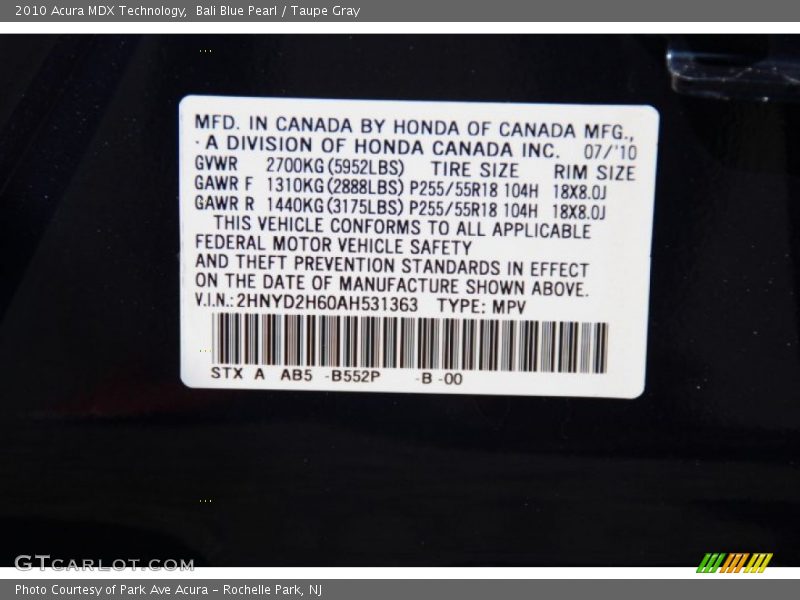 2010 Acura MDX Technology,  Bali Blue Pearl / Taupe Gray
MFD. IN CANADA BY HONDA OF CANADA MFG.,
· A DIVISION OF HONDA CANADA INC.   07/'10
GVWR   2700KG(5952LBS)   TIRE SIZE   RIM SIZE
GAWR F  1310KG(2888LBS) P255/55R18 104H  18X8.0J
GAWR R  1440KG(3175LBS) P255/55R18 104H  18X8.0J
THIS VEHICLE CONFORMS TO ALL APPLICABLE
FEDERAL MOTOR VEHICLE SAFETY
AND THEFT PREVENTION STANDARDS IN EFFECT
ON THE DATE OF MANUFACTURE SHOWN ABOVE.
V.I.N.:2HNYD2H60AH531363   TYPE: MPV
STX  A   AB5  -B552P     -B -00
GTCARLOT.COM
Photo Courtesy of Park Ave Acura - Rochelle Park, NJ